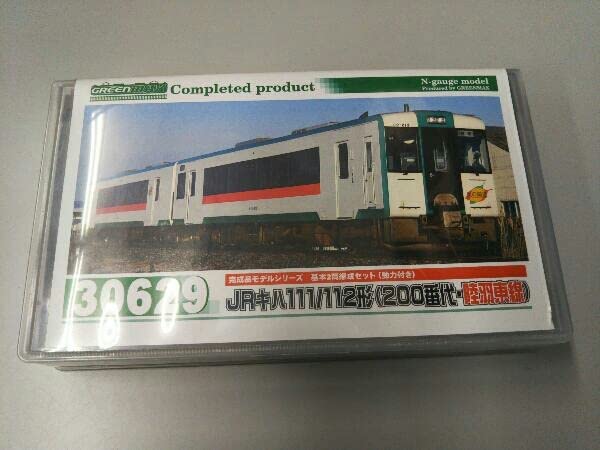 GREENMAX Completed product
N-gauge model
Produced by GREENMAX
30629
完成品モデルシリーズ 基本2両編成セット(動力付き)
JRキハ111/112形(200番代・陸羽東線)